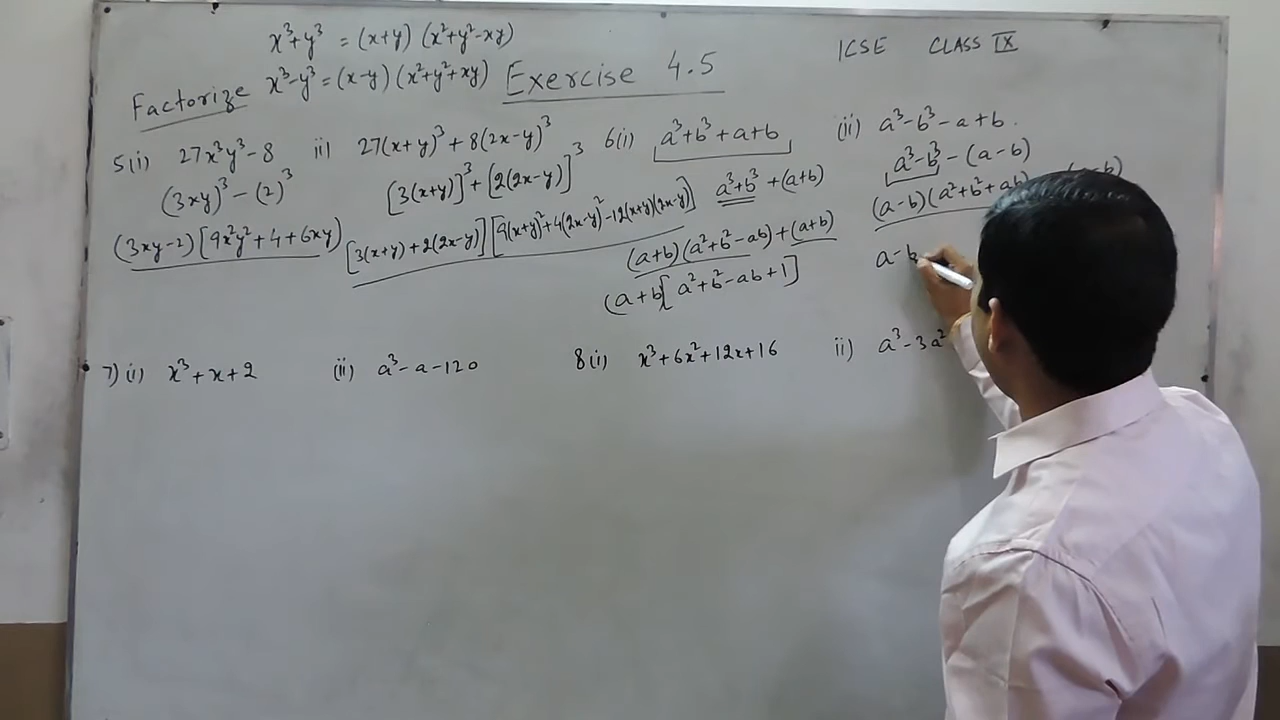 x³+y³ = (x+y) (x²+y²-xy)
ICSE CLASS IX
Factorize x³-y³ = (x-y) (x²+y²+xy) Exercise 4.5
5(i) 27x³y³-8 ii) 27(x+y)³ + 8(2x-y)³ 6(i) a³+b³+a+b (ii) a³-b³-a+b.
(3xy)³ - (2)³ [3(x+y)]³ + [2(2x-y)]³ a³+b³ +(a+b) a³-b³ -(a-b)
(3xy-2) [9x²y²+4+6xy) [3(x+y)+2(2x-y)] [9(x+y)²+4(2x-y)²-12(x+y)(2x-y)] (a+b)(a²+b²-ab)+(a+b) (a-b)(a²+b²+ab)
(a+b[ a²+b²-ab+1] a-b
7)(i) x³+x+2 (ii) a³-a-120 8(i) x³+6x²+12x+16 ii) a³-3a²